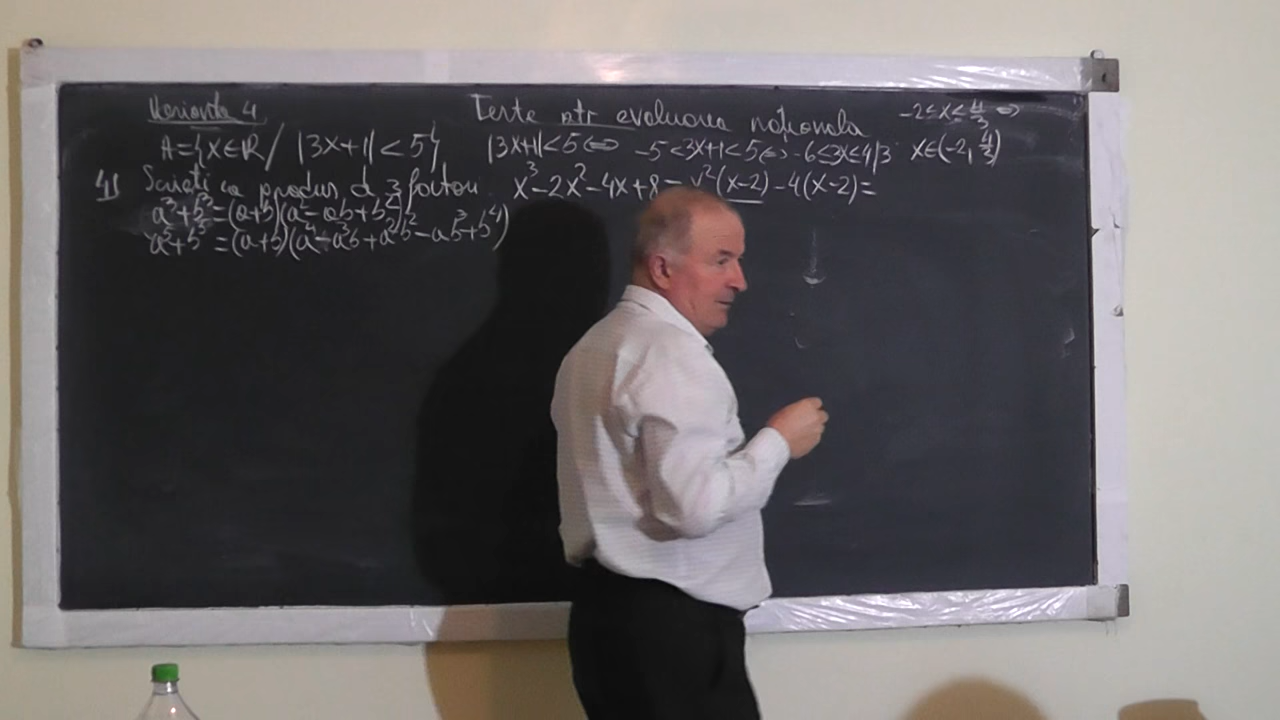 Varianta 4 Teste ptr evaluarea naționala -2≤x≤4/3 ⇔
A={x∈R/ |3x+1|<5} |3x+1|<5 ⇔ -5<3x+1<5 ⇔ -6≤3x≤4|3 x∈(-2, 4/3)
4) Scrieți ca produs d 3 factori x³-2x²-4x+8= x²(x-2)-4(x-2)=
a³+b³=(a+b)(a²-ab+b²)
a⁵+b⁵=(a+b)(a⁴-a³b+a²b²-ab³+b⁴)